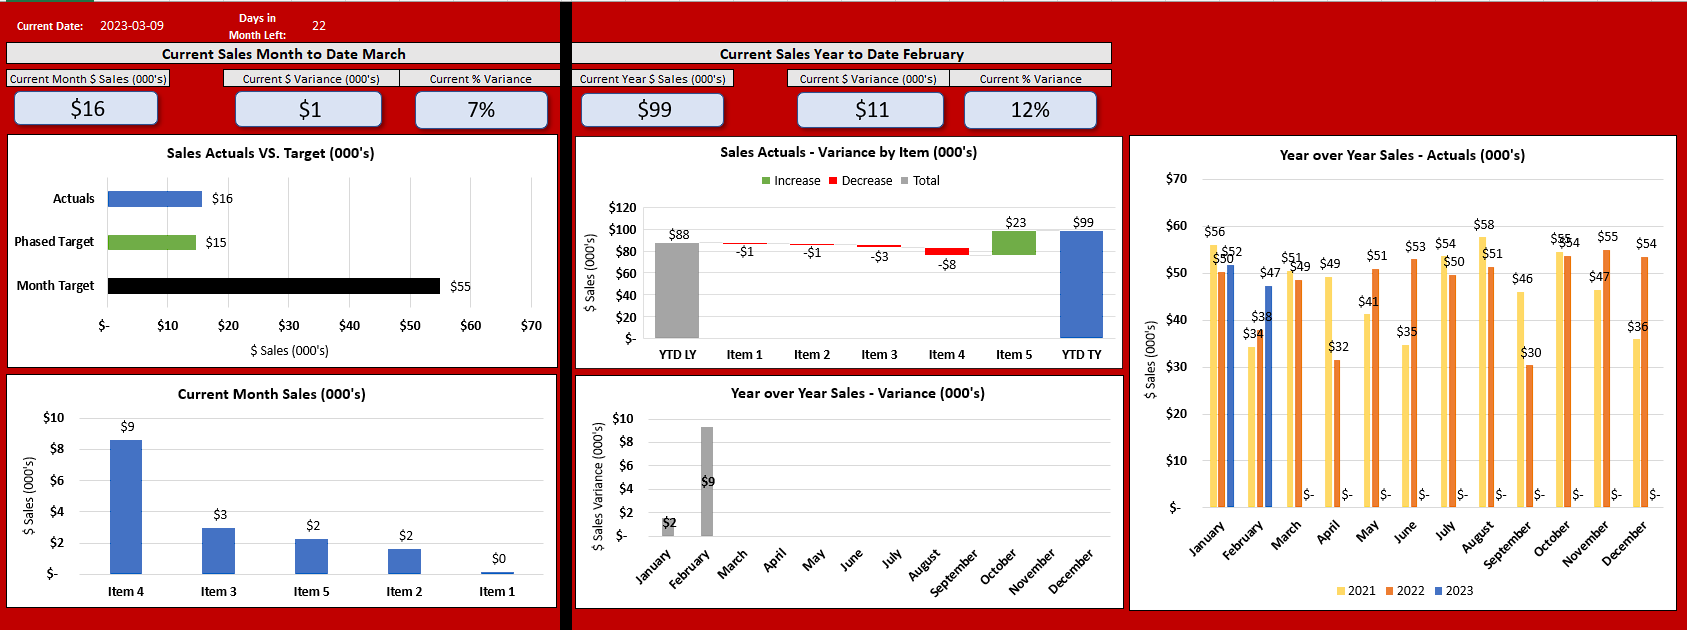 Current Date: 2023-03-09
Days in
Month Left: 22
Current Sales Month to Date March
Current Month $ Sales (000's) Current $ Variance (000's) Current % Variance
$16 $1 7%
Sales Actuals VS. Target (000's)
Actuals $16
Phased Target $15
Month Target $55
$- $10 $20 $30 $40 $50 $60 $70
$ Sales (000's)
Current Month Sales (000's)
$ Sales (000's)
$10
$8
$6
$4
$2
$-
$9 $3 $2 $2 $0
Item 4 Item 3 Item 5 Item 2 Item 1
Current Sales Year to Date February
Current Year $ Sales (000's) Current $ Variance (000's) Current % Variance
$99 $11 12%
Sales Actuals - Variance by Item (000's)
Increase Decrease Total
$ Sales (000's)
$120
$100
$80
$60
$40
$20
$-
$88 -$1 -$1 -$3 -$8 $23 $99
YTD LY Item 1 Item 2 Item 3 Item 4 Item 5 YTD TY
Year over Year Sales - Variance (000's)
$ Sales Variance (000's)
$10
$8
$6
$4
$2
$-
$2 $9
January February March April May June July August September October November December
Year over Year Sales - Actuals (000's)
$ Sales (000's)
$70
$60
$50
$40
$30
$20
$10
$-
$56 $50 $52
$34 $38 $47
$51 $49 $-
$49 $32 $-
$41 $51 $-
$35 $53 $-
$54 $50 $-
$58 $51 $-
$46 $30 $-
$55 $54 $-
$47 $55 $-
$36 $54 $-
January February March April May June July August September October November December
2021 2022 2023